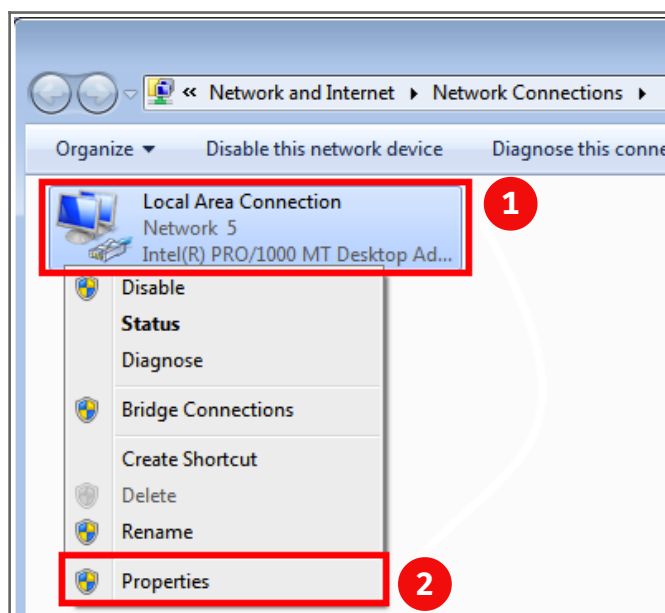 « Network and Internet ▸ Network Connections ▸
Organize ▾ Disable this network device Diagnose this conne
Local Area Connection
Network 5
Intel(R) PRO/1000 MT Desktop Ad...
1
Disable
Status
Diagnose
Bridge Connections
Create Shortcut
Delete
Rename
Properties
2